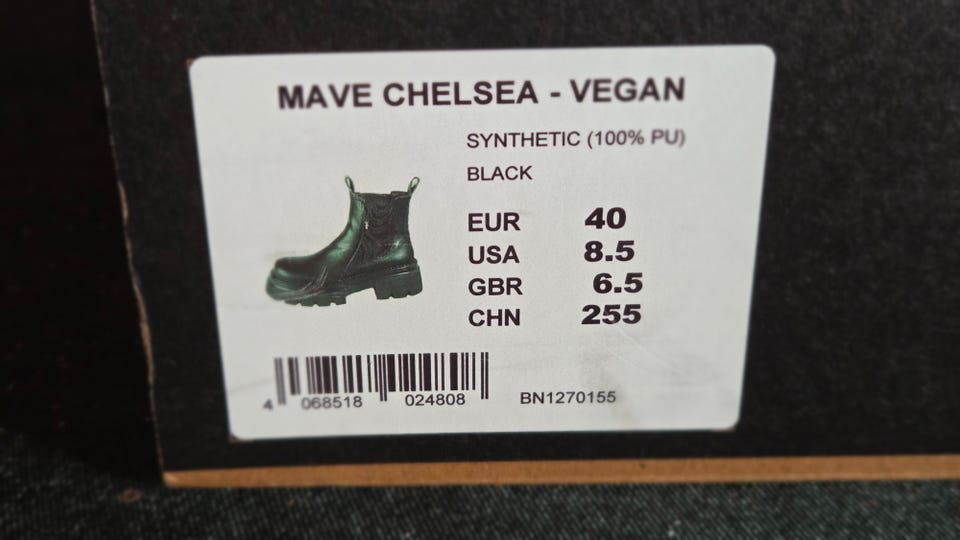 MAVE CHELSEA - VEGAN
SYNTHETIC (100% PU)
BLACK
EUR 40
USA 8.5
GBR 6.5
CHN 255
4 068518 024808
BN1270155